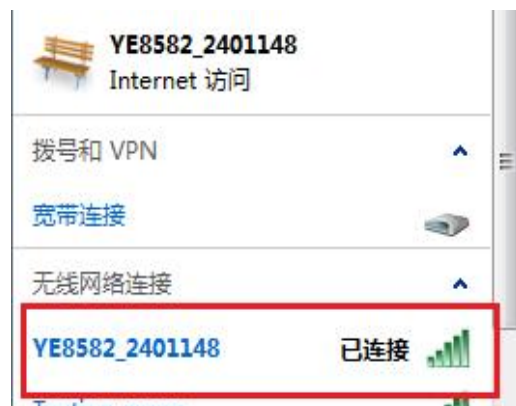 YE8582_2401148
Internet 访问
拨号和 VPN
宽带连接
无线网络连接
YE8582_2401148 已连接